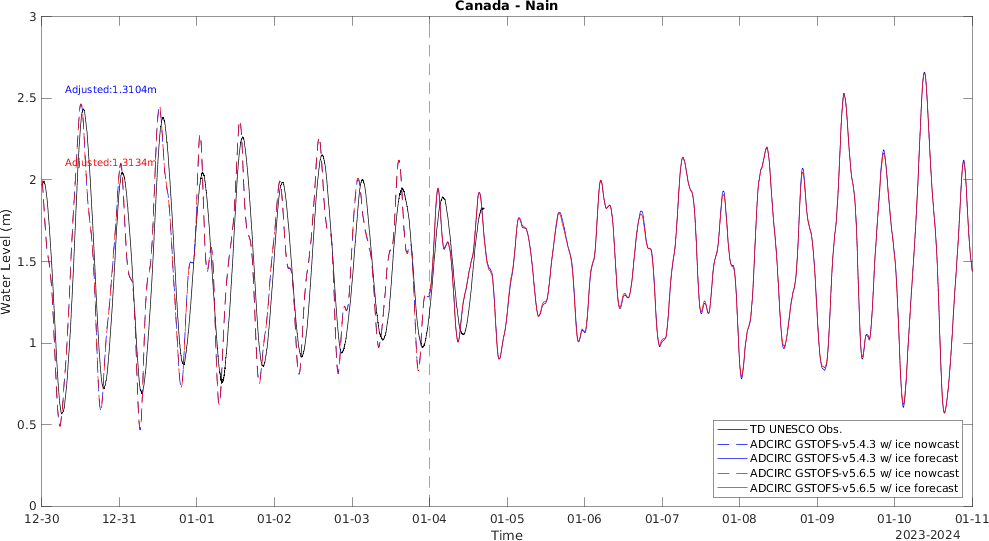 Canada - Nain
3
2.5
2
1.5
1
0.5
0
Water Level (m)
Adjusted:1.3104m
Adjusted:1.3134m
TD UNESCO Obs.
ADCIRC GSTOFS-v5.4.3 w/ ice nowcast
ADCIRC GSTOFS-v5.4.3 w/ ice forecast
ADCIRC GSTOFS-v5.6.5 w/ ice nowcast
ADCIRC GSTOFS-v5.6.5 w/ ice forecast
12-30 12-31 01-01 01-02 01-03 01-04 01-05 01-06 01-07 01-08 01-09 01-10 01-11
Time
2023-2024